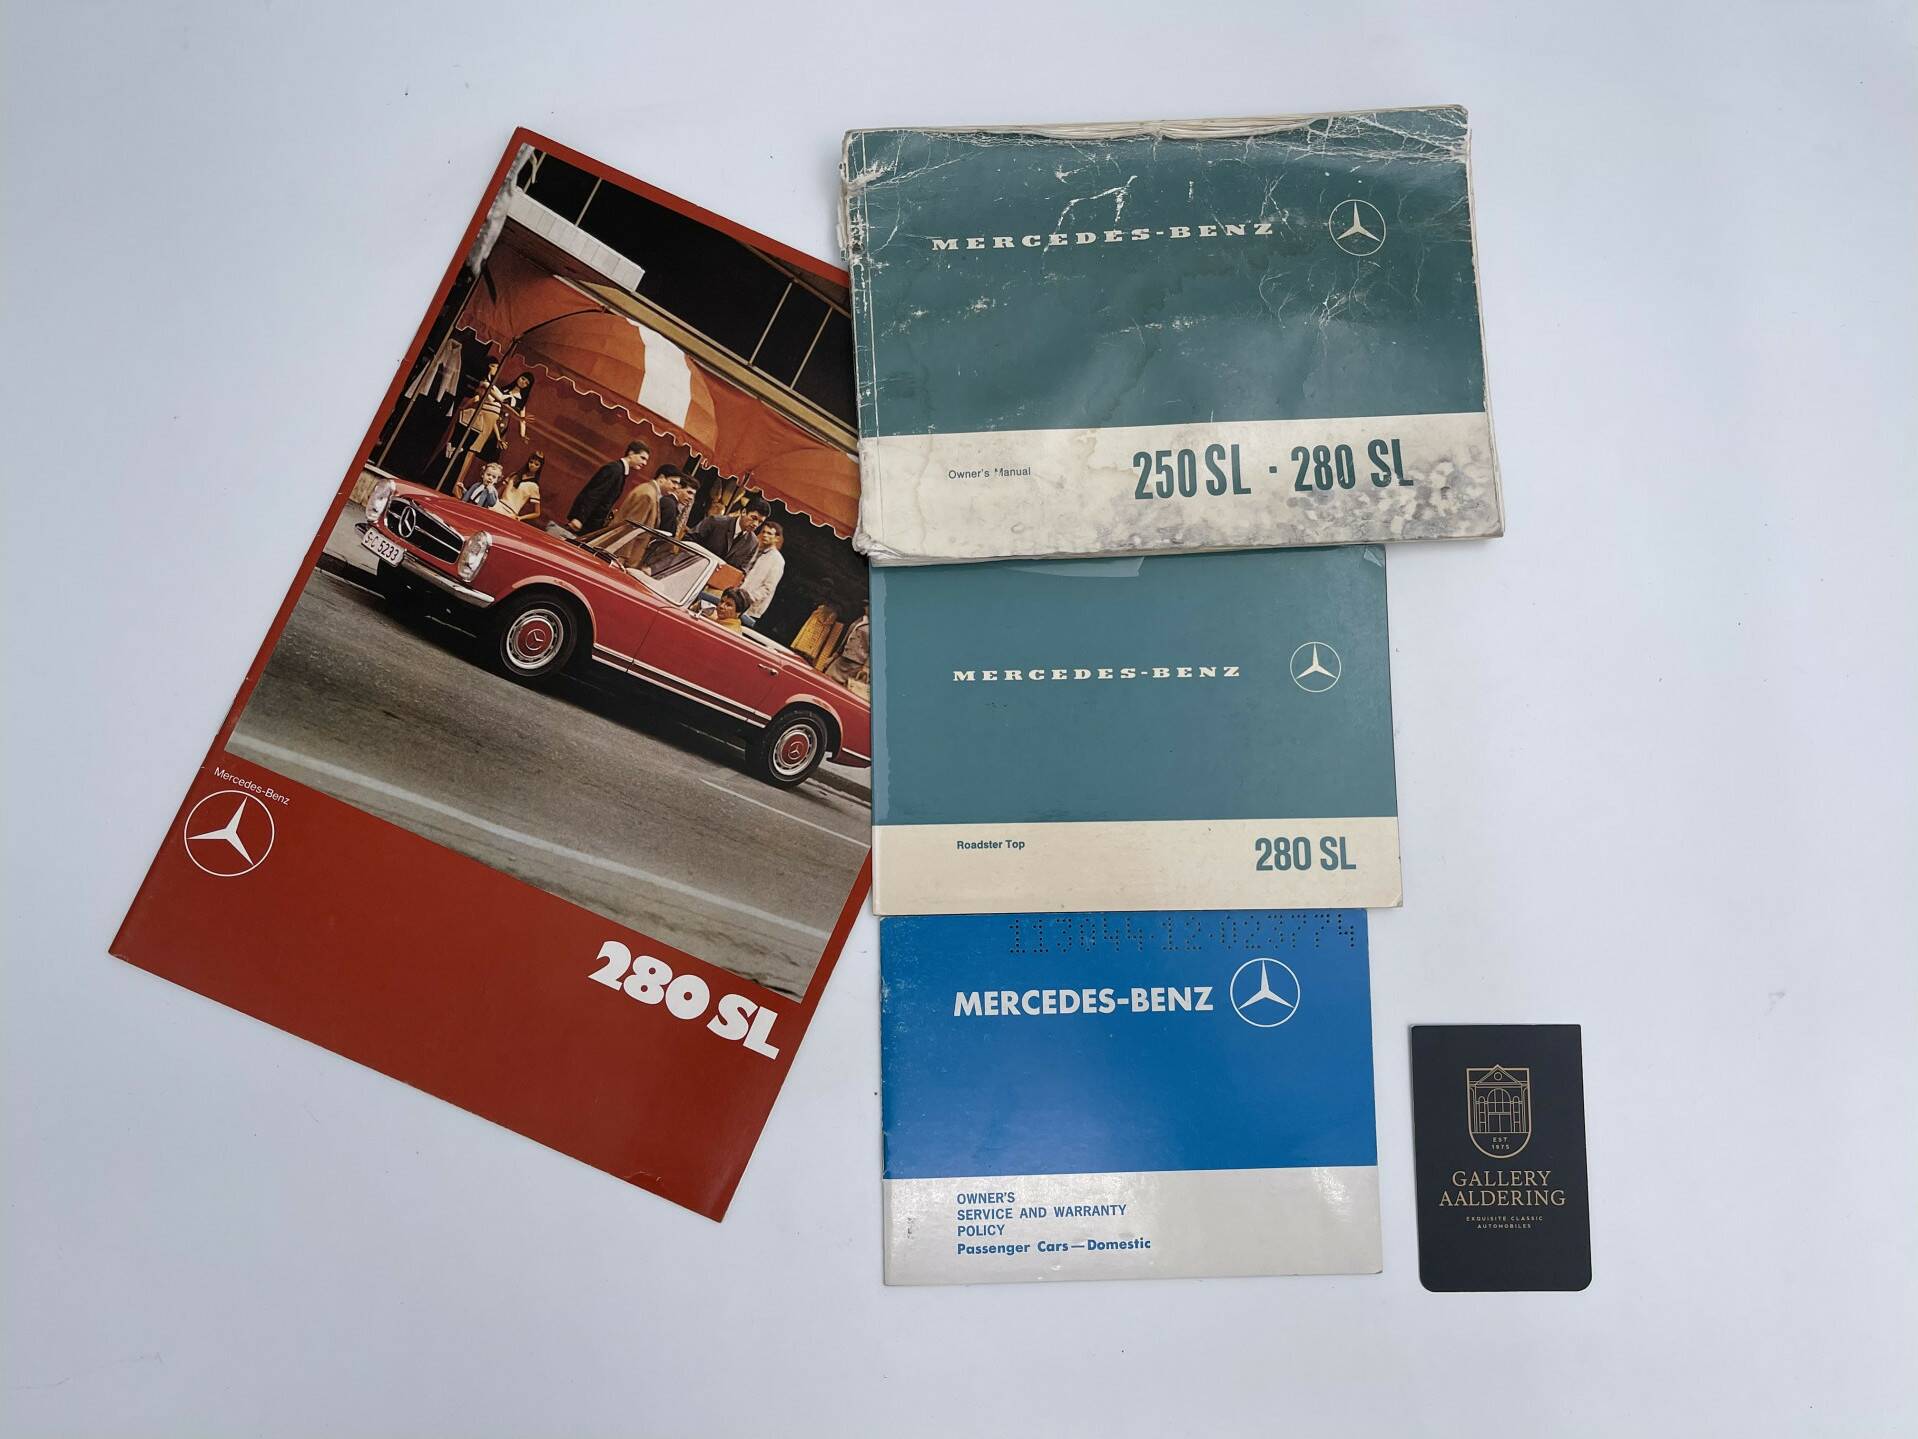 S-C 5233
Mercedes-Benz
280 SL
MERCEDES-BENZ
Owner's Manual
250 SL · 280 SL
MERCEDES-BENZ
Roadster Top
280 SL
113044-12-023774
MERCEDES-BENZ
OWNER'S
SERVICE AND WARRANTY
POLICY
Passenger Cars—Domestic
EST
1975
GALLERY
AALDERING
EXQUISITE CLASSIC
AUTOMOBILES